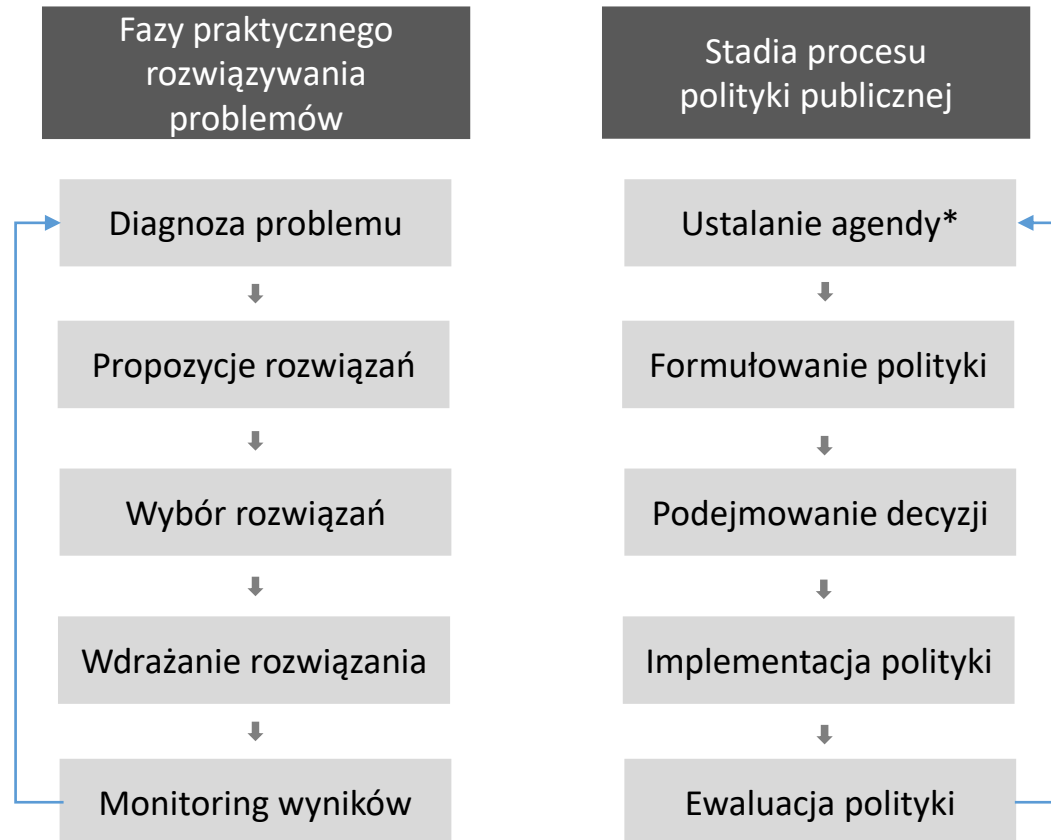 Fazy praktycznego
rozwiązywania
problemów
Stadia procesu
polityki publicznej
Diagnoza problemu
Ustalanie agendy*
Propozycje rozwiązań
Formułowanie polityki
Wybór rozwiązań
Podejmowanie decyzji
Wdrażanie rozwiązania
Implementacja polityki
Monitoring wyników
Ewaluacja polityki